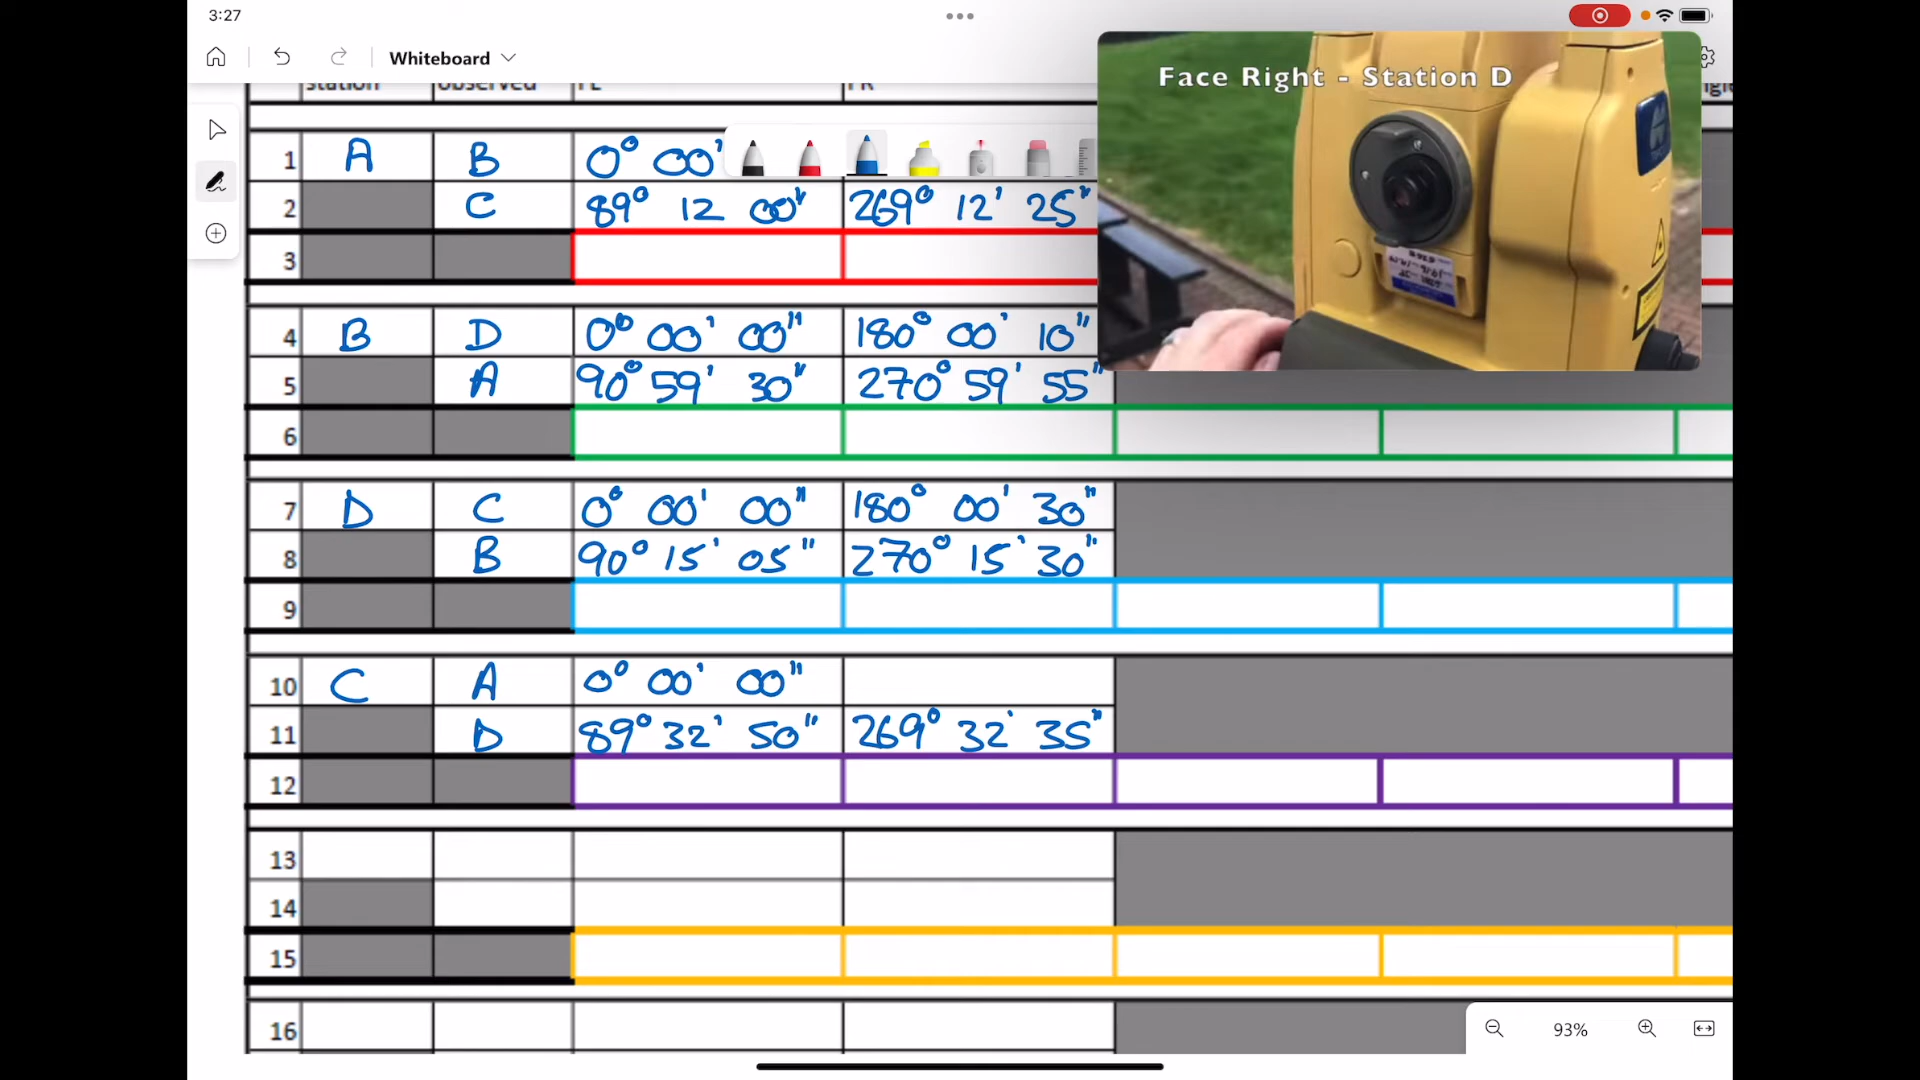 3:27
Whiteboard
Face Right - Station D
station observed FL FR
1 A B 0° 00'
2 C 89° 12 00" 269° 12' 25"
3
4 B D 0° 00' 00" 180° 00' 10"
5 A 90° 59' 30" 270° 59' 55"
6
7 D C 0° 00' 00" 180° 00' 30"
8 B 90° 15' 05" 270° 15' 30"
9
10 C A 0° 00' 00"
11 D 89° 32' 50" 269° 32' 35"
12
13
14
15
16
93%